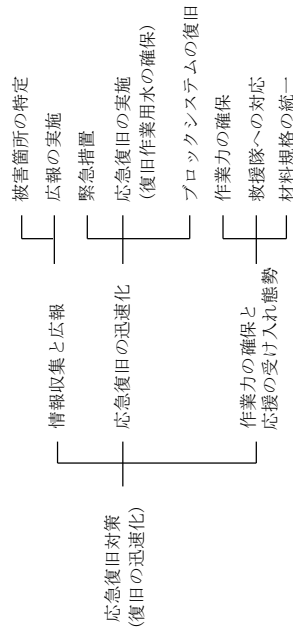 応急復旧対策
(復旧の迅速化)
情報収集と広報
被害箇所の特定
広報の実施
応急復旧の迅速化
緊急措置
応急復旧の実施
(復旧作業用水の確保)
ブロックシステムの復旧
作業力の確保と
応援の受け入れ態勢
作業力の確保
救援隊への対応
材料規格の統一